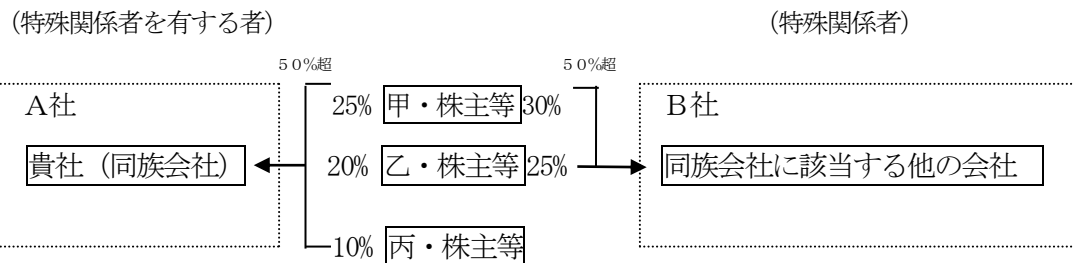 （特殊関係者を有する者） （特殊関係者）
５０％超 ５０％超
Ａ社 25% 甲・株主等 30% Ｂ社
貴社（同族会社） 20% 乙・株主等 25% 同族会社に該当する他の会社
10% 丙・株主等